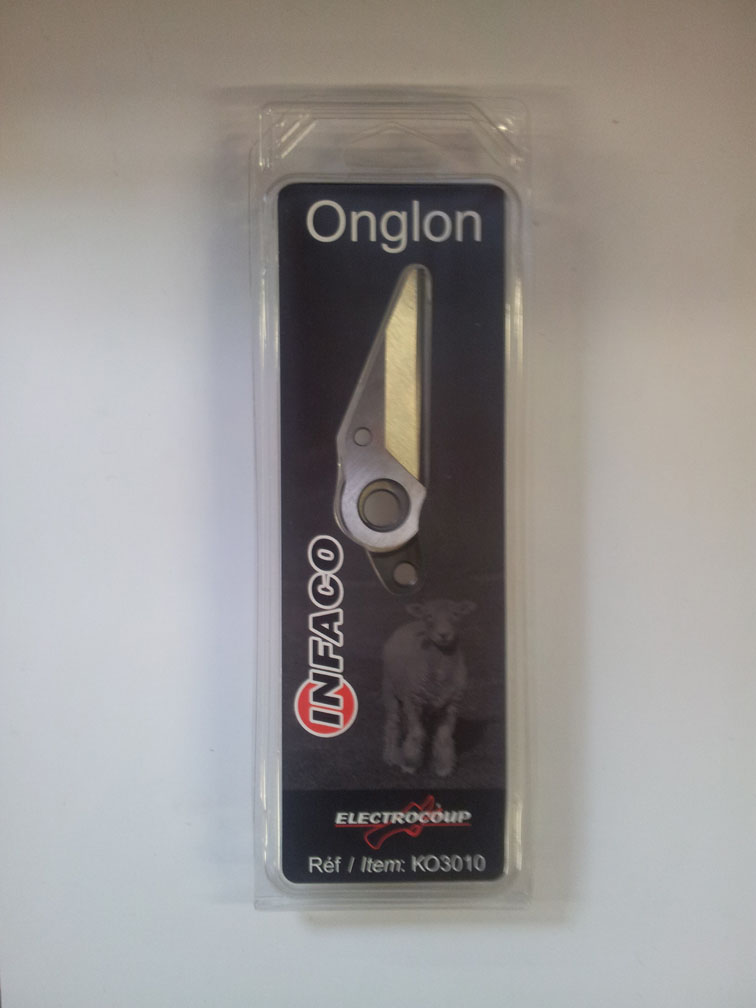 Onglon
INFACO
ELECTROCOUP
Réf / Item: KO3010